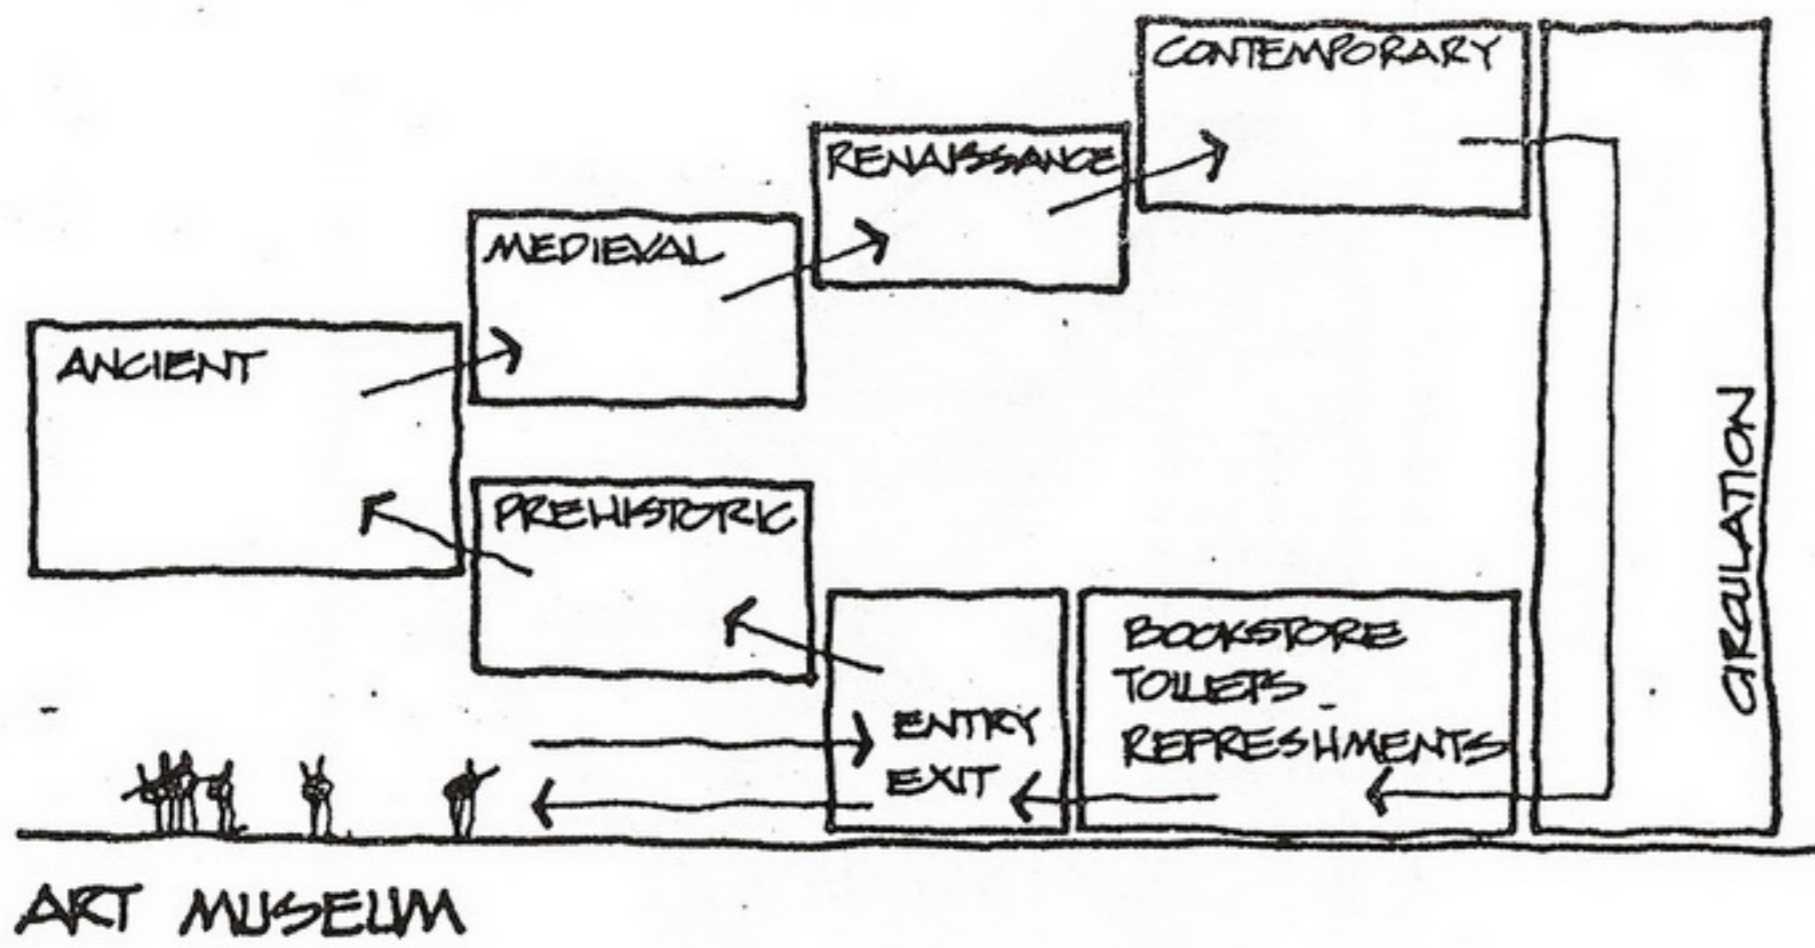 CONTEMPORARY
RENAISSANCE
MEDIEVAL
ANCIENT
PREHISTORIC
CIRCULATION
BOOKSTORE
TOILETS
REFRESHMENTS
ENTRY
EXIT
ART MUSEUM